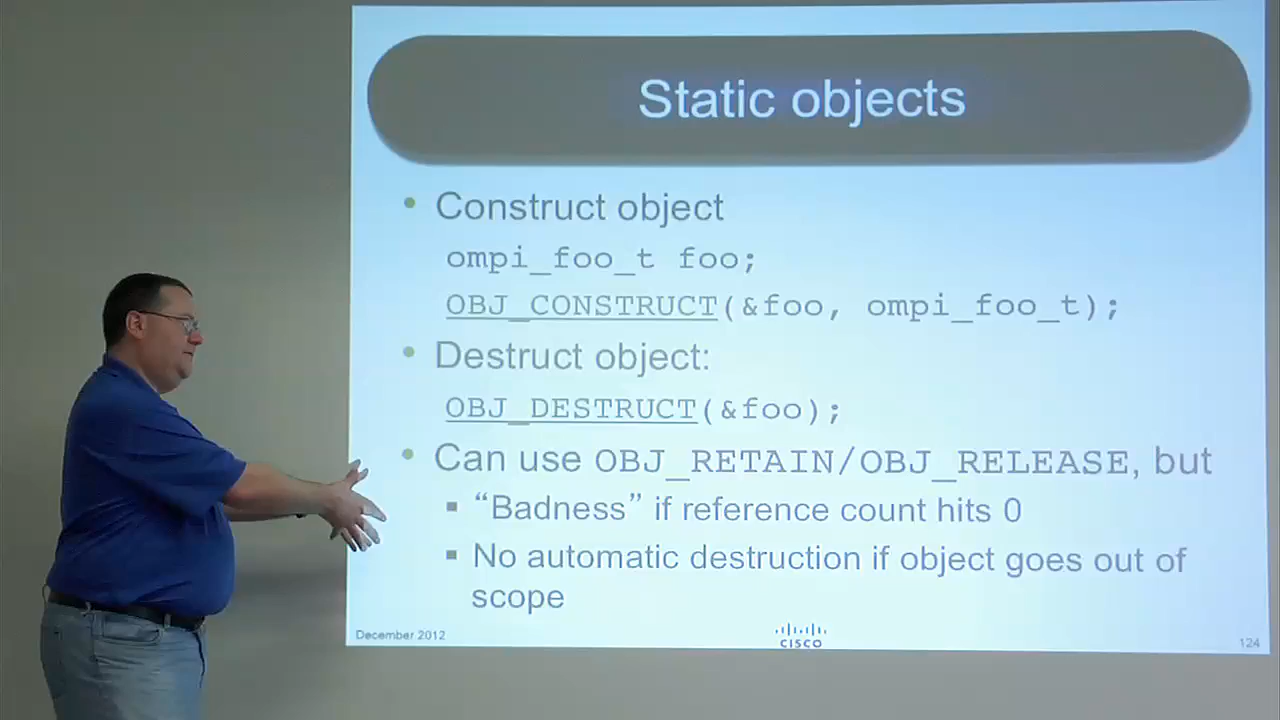 Static objects
• Construct object
ompi_foo_t foo;
OBJ_CONSTRUCT(&foo, ompi_foo_t);
• Destruct object:
OBJ_DESTRUCT(&foo);
• Can use OBJ_RETAIN/OBJ_RELEASE, but
▪ “Badness” if reference count hits 0
▪ No automatic destruction if object goes out of
scope
December 2012
CISCO
124